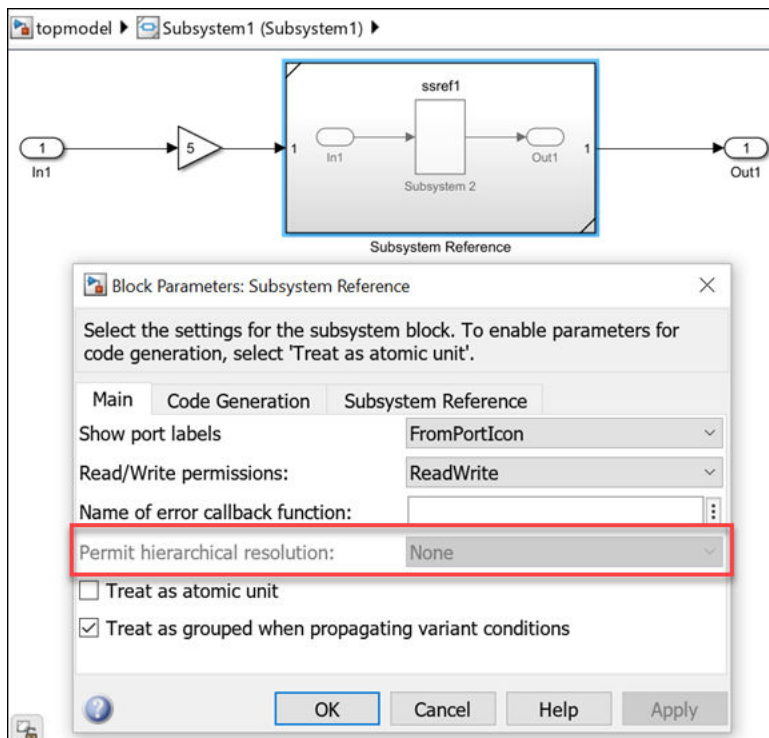 topmodel Subsystem1 (Subsystem1)
ssref1
1 5 1 In1 Out1 1 1
In1 Subsystem 2 Out1
Subsystem Reference
Block Parameters: Subsystem Reference
Select the settings for the subsystem block. To enable parameters for
code generation, select 'Treat as atomic unit'.
Main Code Generation Subsystem Reference
Show port labels FromPortIcon
Read/Write permissions: ReadWrite
Name of error callback function:
Permit hierarchical resolution: None
Treat as atomic unit
Treat as grouped when propagating variant conditions
? OK Cancel Help Apply